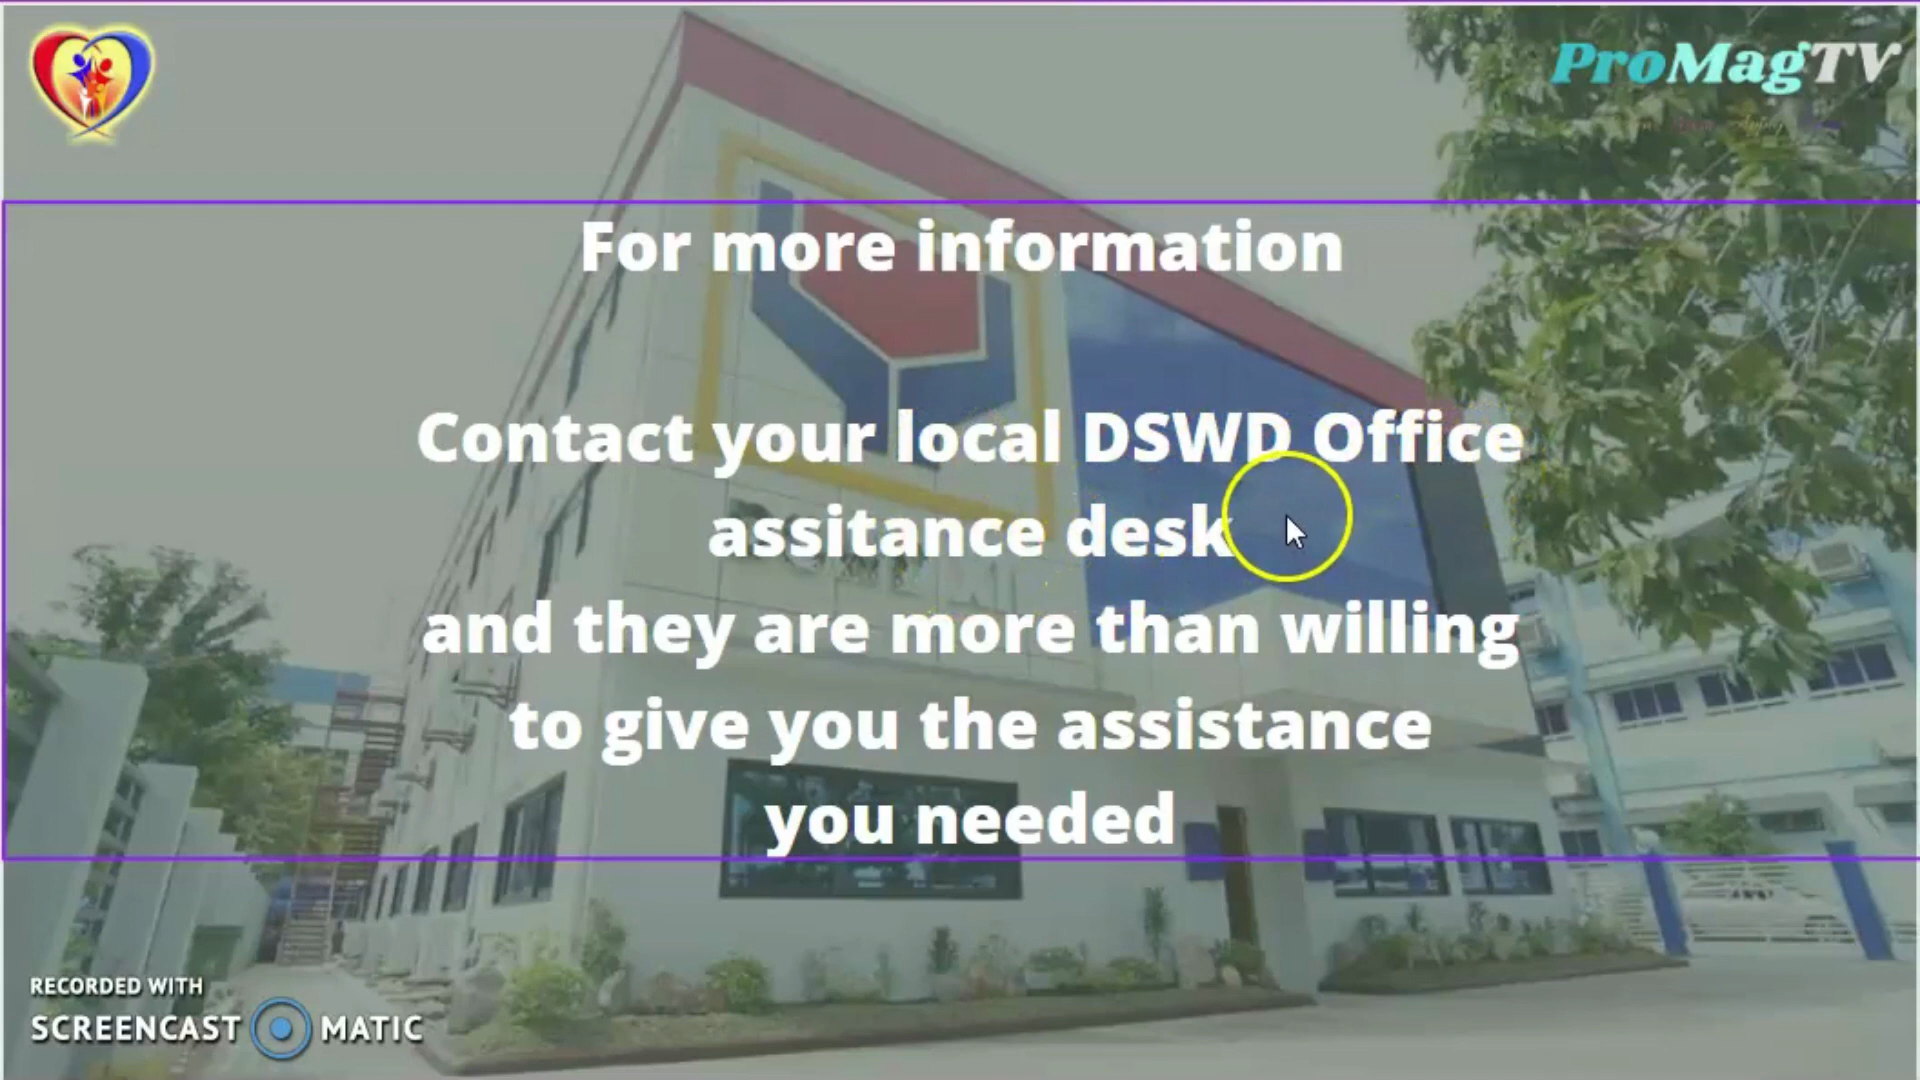 ProMagTV
For more information
Contact your local DSWD Office
assitance desk
and they are more than willing
to give you the assistance
you needed
RECORDED WITH
SCREENCAST MATIC